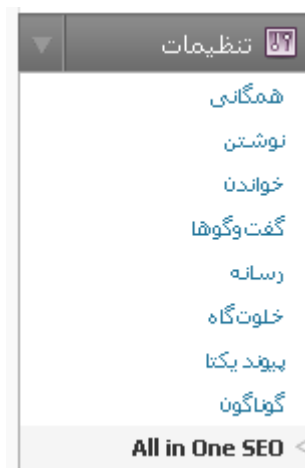 تنظیمات
همگانی
نوشتن
خواندن
گفت‌وگوها
رسانه
خلوت‌گاه
پیوند یکتا
گوناگون
All in One SEO